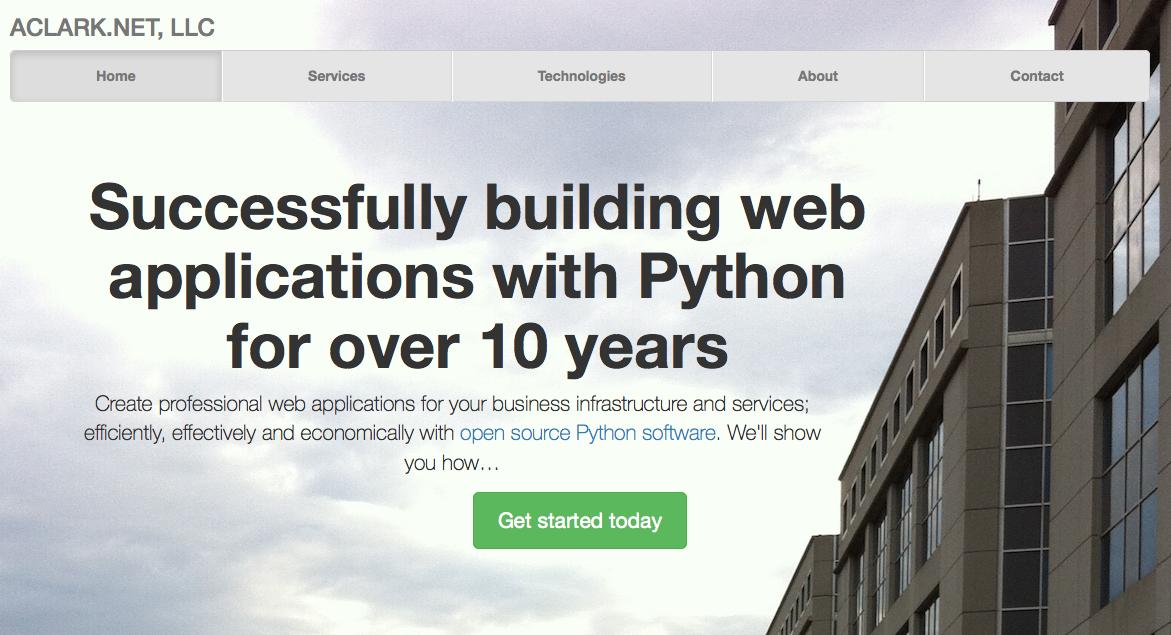 ACLARK.NET, LLC
Home
Services
Technologies
About
Contact
Successfully building web
applications with Python
for over 10 years
Create professional web applications for your business infrastructure and services;
efficiently, effectively and economically with open source Python software. We'll show
you how…
Get started today